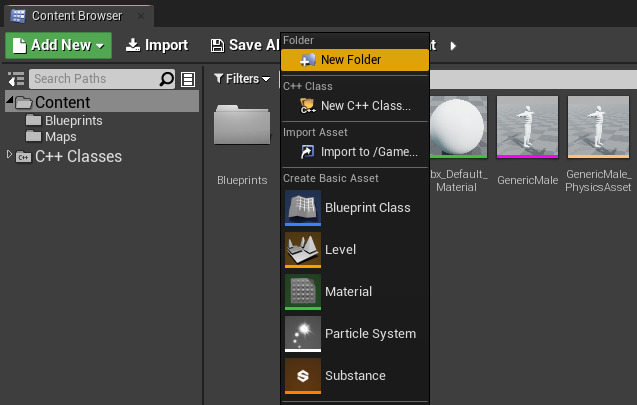 Content Browser
Add New
Import
Save Al
t
Search Paths
Filters
Content
Blueprints
Maps
C++ Classes
Blueprints
Folder
New Folder
C++ Class
New C++ Class...
Import Asset
Import to /Game...
Create Basic Asset
Blueprint Class
Level
Material
Particle System
Substance
bx_Default_
Material
GenericMale
GenericMale_
PhysicsAsset